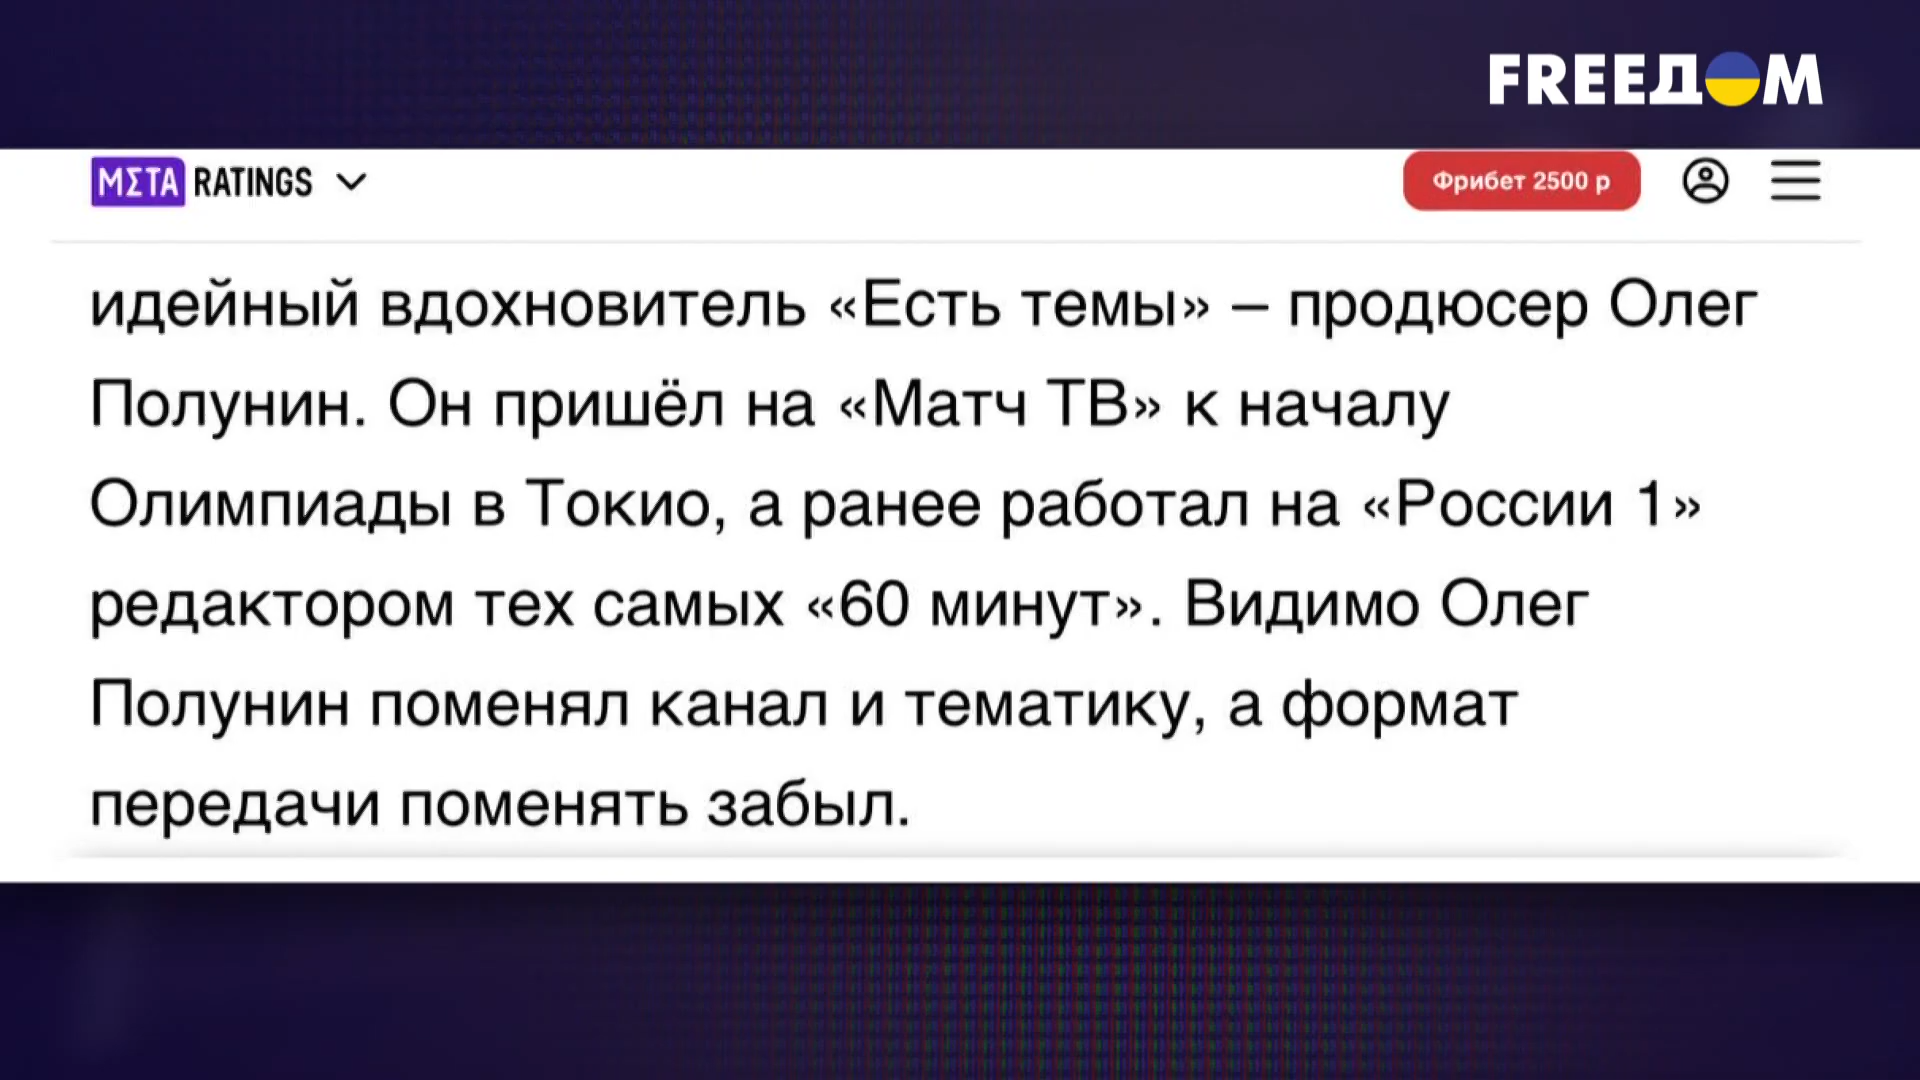 FREEДOM
МΣТА RATINGS
Фрибет 2500 р
идейный вдохновитель «Есть темы» – продюсер Олег
Полунин. Он пришёл на «Матч ТВ» к началу
Олимпиады в Токио, а ранее работал на «России 1»
редактором тех самых «60 минут». Видимо Олег
Полунин поменял канал и тематику, а формат
передачи поменять забыл.